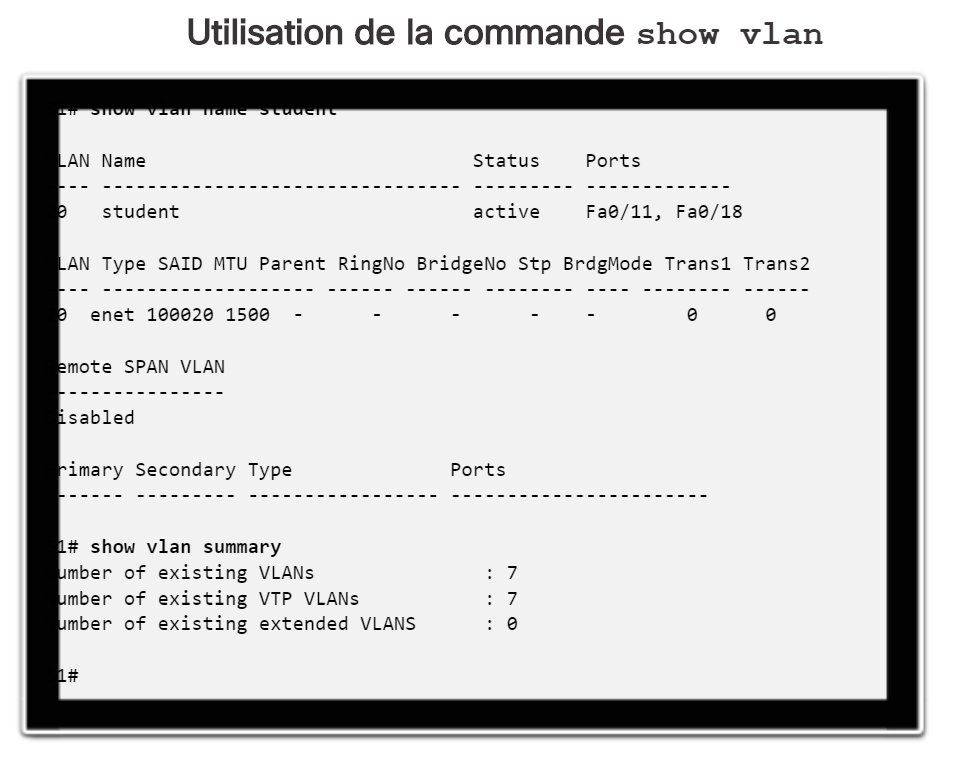 Utilisation de la commande show vlan
1# show vlan name student
LAN Name Status Ports
--- -------------------------------- --------- -------------
0 student active Fa0/11, Fa0/18
LAN Type SAID MTU Parent RingNo BridgeNo Stp BrdgMode Trans1 Trans2
--- ------------------- ------ ------ -------- ---- -------- ------
0 enet 100020 1500 - - - - - 0 0
emote SPAN VLAN
---------------
isabled
rimary Secondary Type Ports
------ --------- ----------------- -----------------------
1# show vlan summary
umber of existing VLANs : 7
umber of existing VTP VLANs : 7
umber of existing extended VLANS : 0
1#